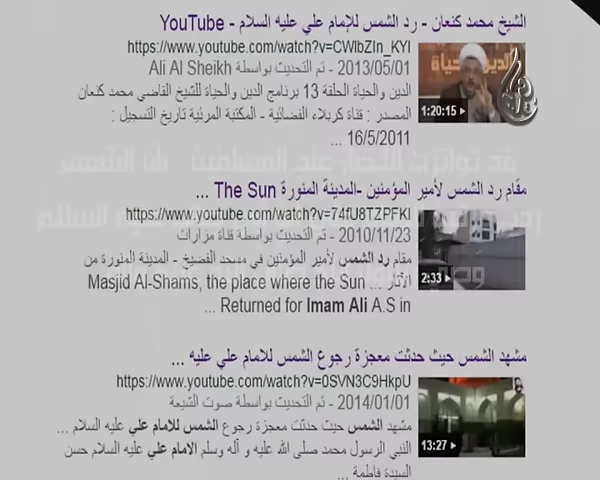 الشيخ محمد كنعان - رد الشمس للإمام علي عليه السلام - YouTube
https://www.youtube.com/watch?v=CWlbZIn_KYI
2013/05/01 - تم التحديث بواسطة Ali Al Sheikh
الدين والحياة الحلقة 13 برنامج الدين والحياة للشيخ القاضي محمد كنعان
المصدر : قناة كربلاء الفضائية - المكتبة المرئية تاريخ التسجيل :
16/5/2011 ...
1:20:15
مقام رد الشمس لأمير المؤمنين -المدينة المنورة The Sun ...
https://www.youtube.com/watch?v=74fU8TZPFKI
2010/11/23 - تم التحديث بواسطة قناة مزارات
مقام رد الشمس لأمير المؤمنين في مسجد الفضيخ - المدينة المنورة من
الآثار ... Masjid Al-Shams, the place where the Sun
Returned for Imam Ali A.S in ...
2:33
مشهد الشمس حيث حدثت معجزة رجوع الشمس للامام علي عليه ...
https://www.youtube.com/watch?v=0SVN3C9HkpU
2014/01/01 - تم التحديث بواسطة صوت الشيعة
مشهد الشمس حيث حدثت معجزة رجوع الشمس للامام علي عليه السلام ...
النبي الرسول محمد صلى الله عليه و آله وسلم الامام علي عليه السلام حسن
السيدة فاطمة ...
13:27